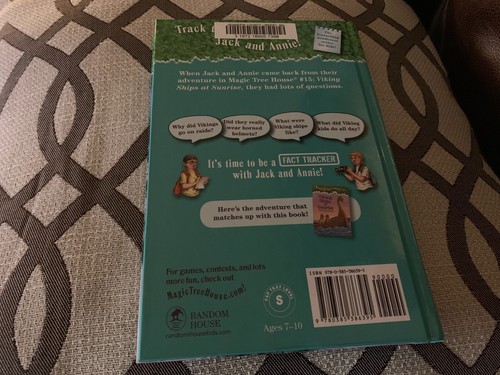 Track
Jack and Annie!
When Jack and Annie came back from their
adventure in Magic Tree House® #15: Viking
Ships at Sunrise, they had lots of questions.
Why did Vikings
go on raids?
Did they really
wear horned
helmets?
What were
Viking ships
like?
What did Viking
kids do all day?
It's time to be a FACT TRACKER
with Jack and Annie!
Here's the adventure that
matches up with this book!
For games, contests, and lots
more fun, check out
MagicTreeHouse.com!
RANDOM
HOUSE
randomhousekids.com
S
Ages 7–10